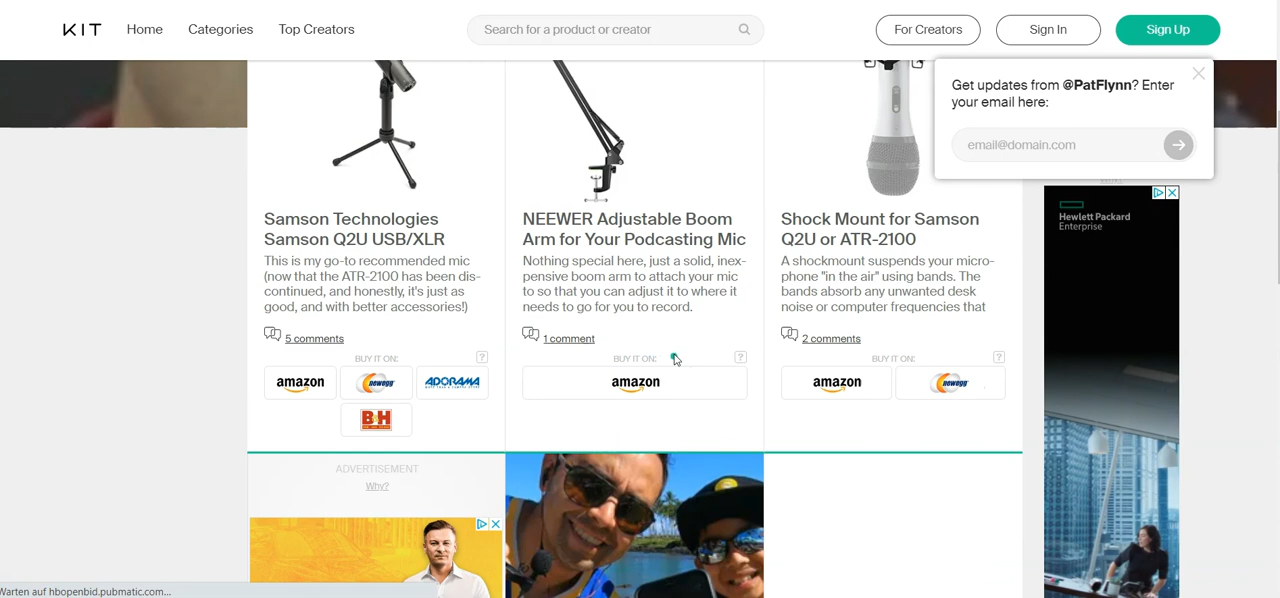 KIT
Home
Categories
Top Creators
Search for a product or creator
For Creators
Sign In
Sign Up
Get updates from @PatFlynn? Enter
your email here:
email@domain.com
Samson Technologies
Samson Q2U USB/XLR
This is my go-to recommended mic
(now that the ATR-2100 has been dis-
continued, and honestly, it's just as
good, and with better accessories!)
5 comments
BUY IT ON:
?
amazon
newegg
ADORAMA
B&H
NEEWER Adjustable Boom
Arm for Your Podcasting Mic
Nothing special here, just a solid, inex-
pensive boom arm to attach your mic
to so that you can adjust it to where it
needs to go for you to record.
1 comment
BUY IT ON:
?
amazon
Shock Mount for Samson
Q2U or ATR-2100
A shockmount suspends your micro-
phone "in the air" using bands. The
bands absorb any unwanted desk
noise or computer frequencies that
2 comments
BUY IT ON:
?
amazon
newegg
Hewlett Packard
Enterprise
ADVERTISEMENT
Why?
Warten auf hbopenbid.pubmatic.com...